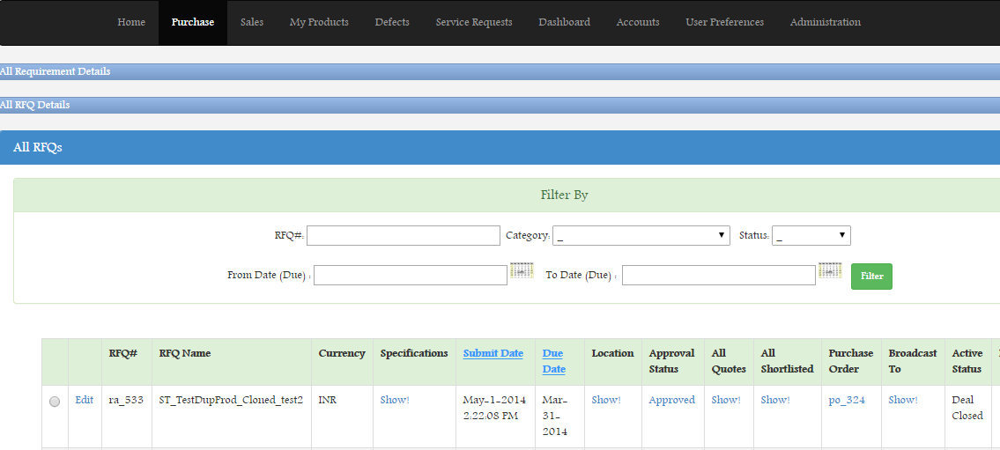 Home Purchase Sales My Products Defects Service Requests Dashboard Accounts User Preferences Administration
All Requirement Details
All RFQ Details
All RFQs
Filter By
RFQ#: Category: _ Status: _
From Date (Due) : To Date (Due) : Filter
RFQ# RFQ Name Currency Specifications Submit Date Due Date Location Approval Status All Quotes All Shortlisted Purchase Order Broadcast To Active Status
Edit ra_533 ST_TestDupProd_Cloned_test2 INR Show! May-1-2014 2:22:08 PM Mar-31-2014 Show! Approved Show! Show! po_324 Show! Deal Closed